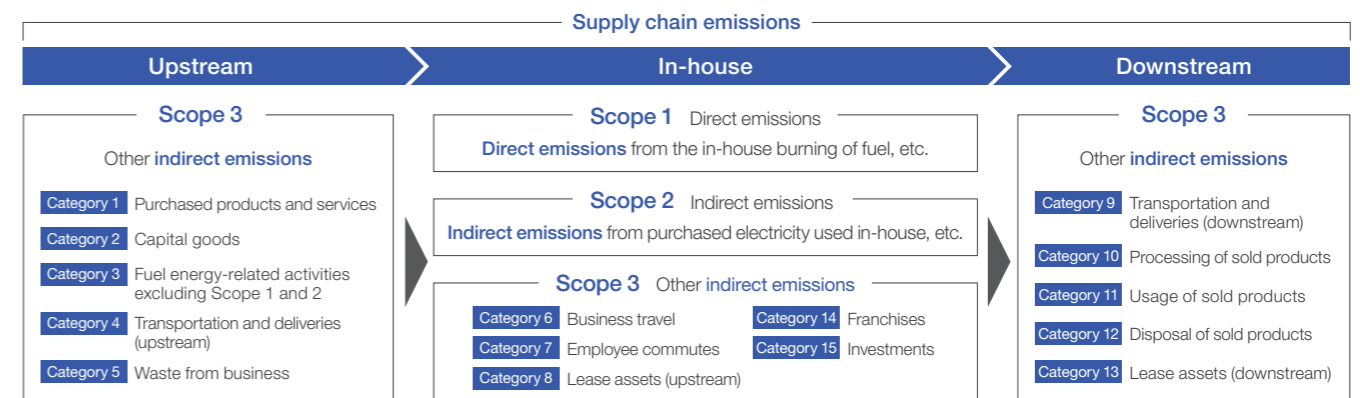 Supply chain emissions
Upstream
In-house
Downstream
Scope 3
Other indirect emissions
Category 1 Purchased products and services
Category 2 Capital goods
Category 3 Fuel energy-related activities
excluding Scope 1 and 2
Category 4 Transportation and deliveries
(upstream)
Category 5 Waste from business
Scope 1 Direct emissions
Direct emissions from the in-house burning of fuel, etc.
Scope 2 Indirect emissions
Indirect emissions from purchased electricity used in-house, etc.
Scope 3 Other indirect emissions
Category 6 Business travel
Category 7 Employee commutes
Category 8 Lease assets (upstream)
Category 14 Franchises
Category 15 Investments
Scope 3
Other indirect emissions
Category 9 Transportation and
deliveries (downstream)
Category 10 Processing of sold products
Category 11 Usage of sold products
Category 12 Disposal of sold products
Category 13 Lease assets (downstream)